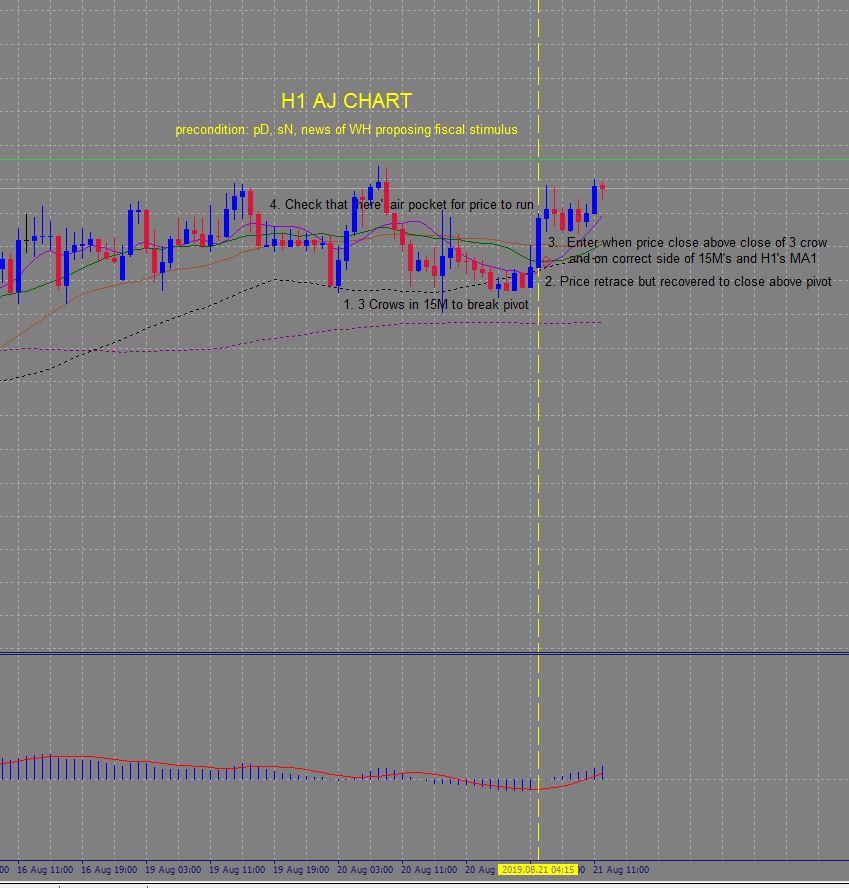 H1 AJ CHART
precondition: pD, sN, news of WH proposing fiscal stimulus
4. Check that there' air pocket for price to run
3. Enter when price close above close of 3 crow
and on correct side of 15M's and H1's MA1
2. Price retrace but recovered to close above pivot
1. 3 Crows in 15M to break pivot
00 16 Aug 11:00 16 Aug 19:00 19 Aug 03:00 19 Aug 11:00 19 Aug 19:00 20 Aug 03:00 20 Aug 11:00 20 Aug 2019.08.21 04:15 21 Aug 11:00